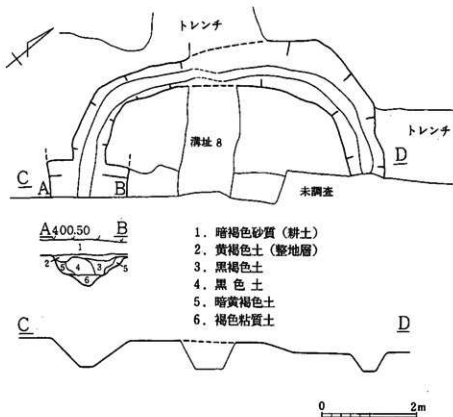 トレンチ
トレンチ
溝址8
C
D
A
B
未調査
A 400.50 B
1
2 5 4 3 5
6
1. 暗褐色砂質(耕土)
2. 黄褐色土(整地層)
3. 黒褐色土
4. 黒色土
5. 暗黄褐色土
6. 褐色粘質土
C
D
0 2m